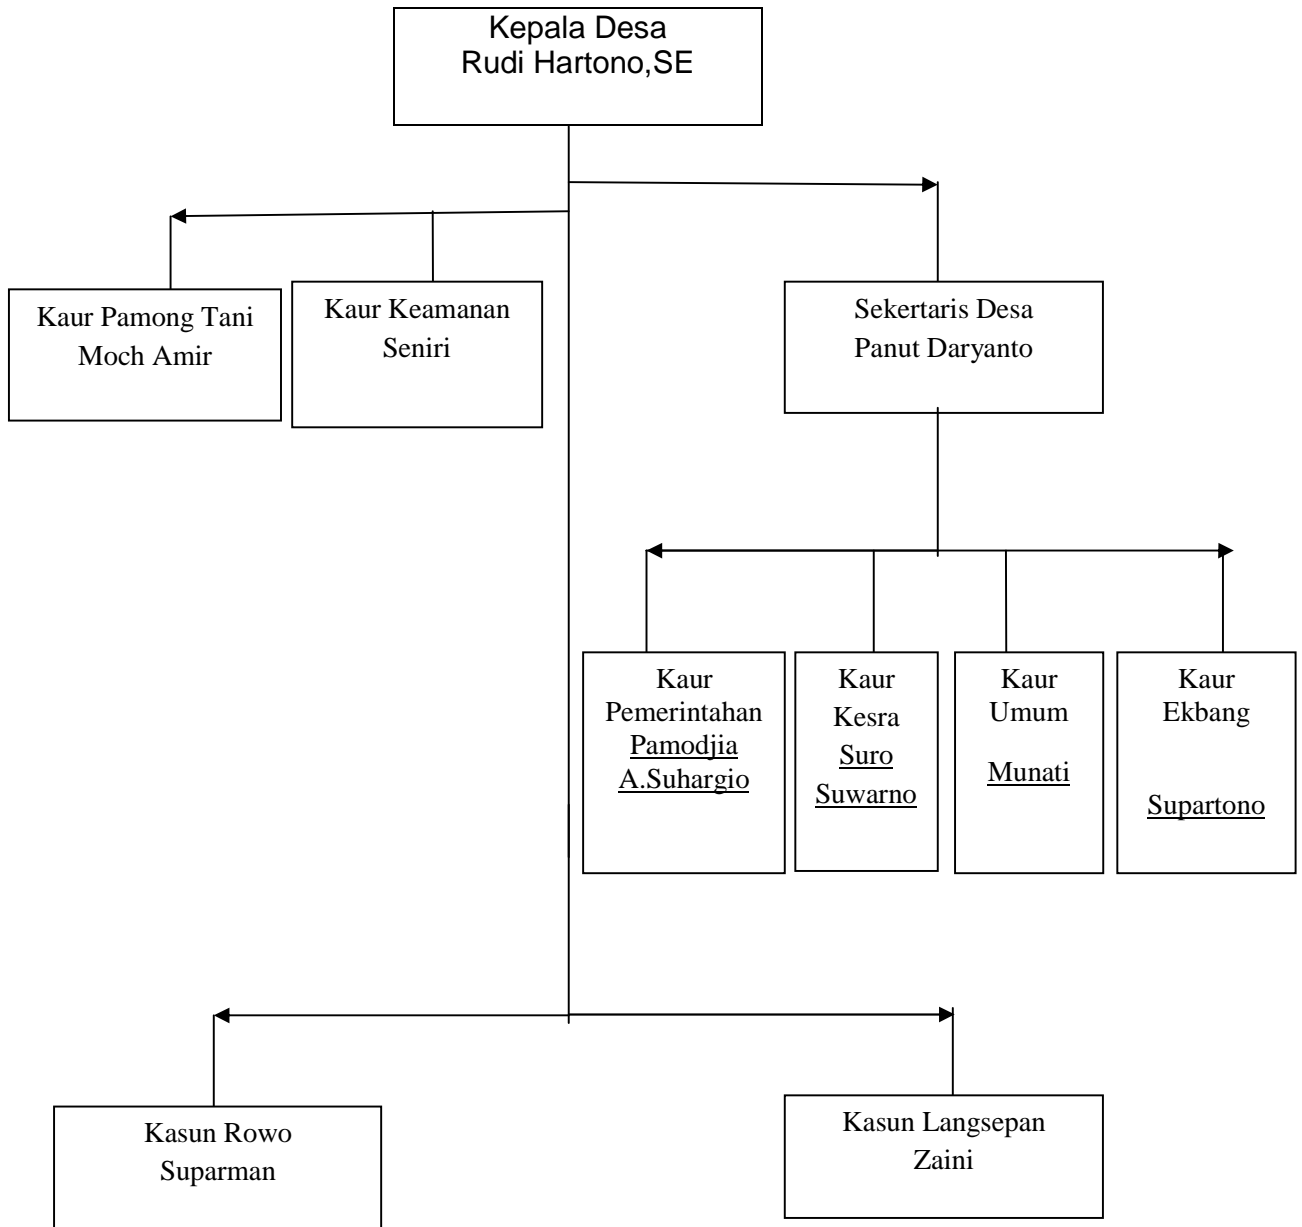 Kepala Desa
Rudi Hartono,SE
Kaur Pamong Tani
Moch Amir
Kaur Keamanan
Seniri
Sekertaris Desa
Panut Daryanto
Kaur
Pemerintahan
Pamodjia
A.Suhargio
Kaur
Kesra
Suro
Suwarno
Kaur
Umum
Munati
Kaur
Ekbang
Supartono
Kasun Rowo
Suparman
Kasun Langsepan
Zaini